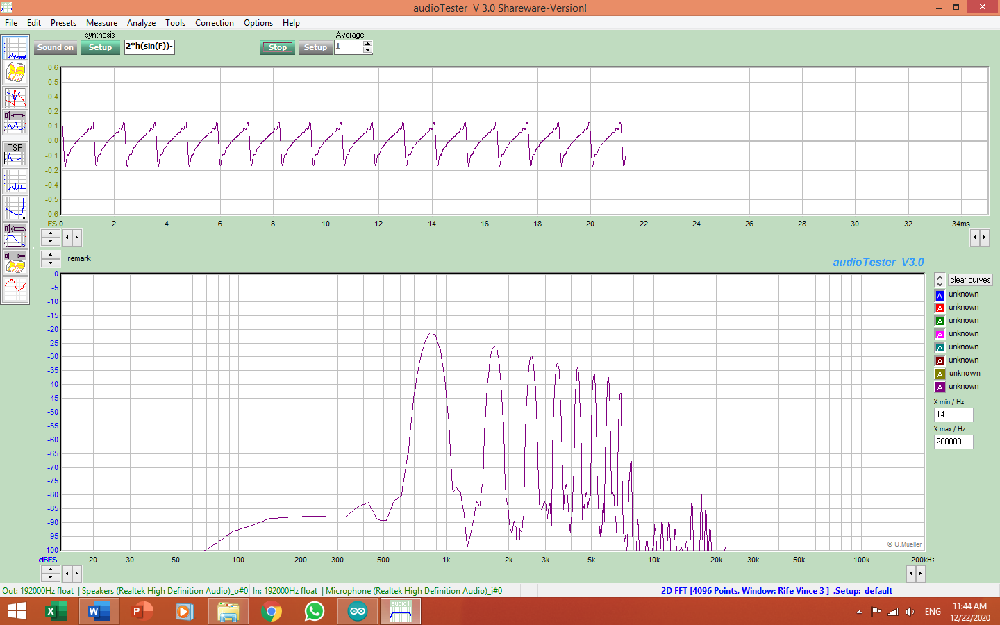 audioTester V 3.0 Shareware-Version!
File Edit Presets Measure Analyze Tools Correction Options Help
synthesis Average
Sound on Setup 2*h(sin(F))- Stop Setup 1
0.6
0.5
0.4
0.2
0.1
0.0
-0.1
-0.2
-0.4
-0.5
-0.6
FS 0 2 4 6 8 10 12 14 16 18 20 22 24 26 28 30 32 34ms
TSP
remark
audioTester V3.0
0
-5
-10
-15
-20
-25
-30
-35
-40
-45
-50
-55
-60
-65
-70
-75
-80
-85
-90
-95
-100
© U.Mueller
dBFS 20 30 50 100 200 300 500 1k 2k 3k 5k 10k 20k 30k 50k 100k 200kHz
clear curves
A unknown
A unknown
A unknown
A unknown
A unknown
A unknown
A unknown
A unknown
X min / Hz
14
X max / Hz
200000
Out: 192000Hz float | Speakers (Realtek High Definition Audio)_o#0 In: 192000Hz float | Microphone (Realtek High Definition Audio)_i#0 2D FFT [4096 Points, Window: Rife Vince 3 ] .Setup: default
audioT
ENG
11:44 AM
12/22/2020